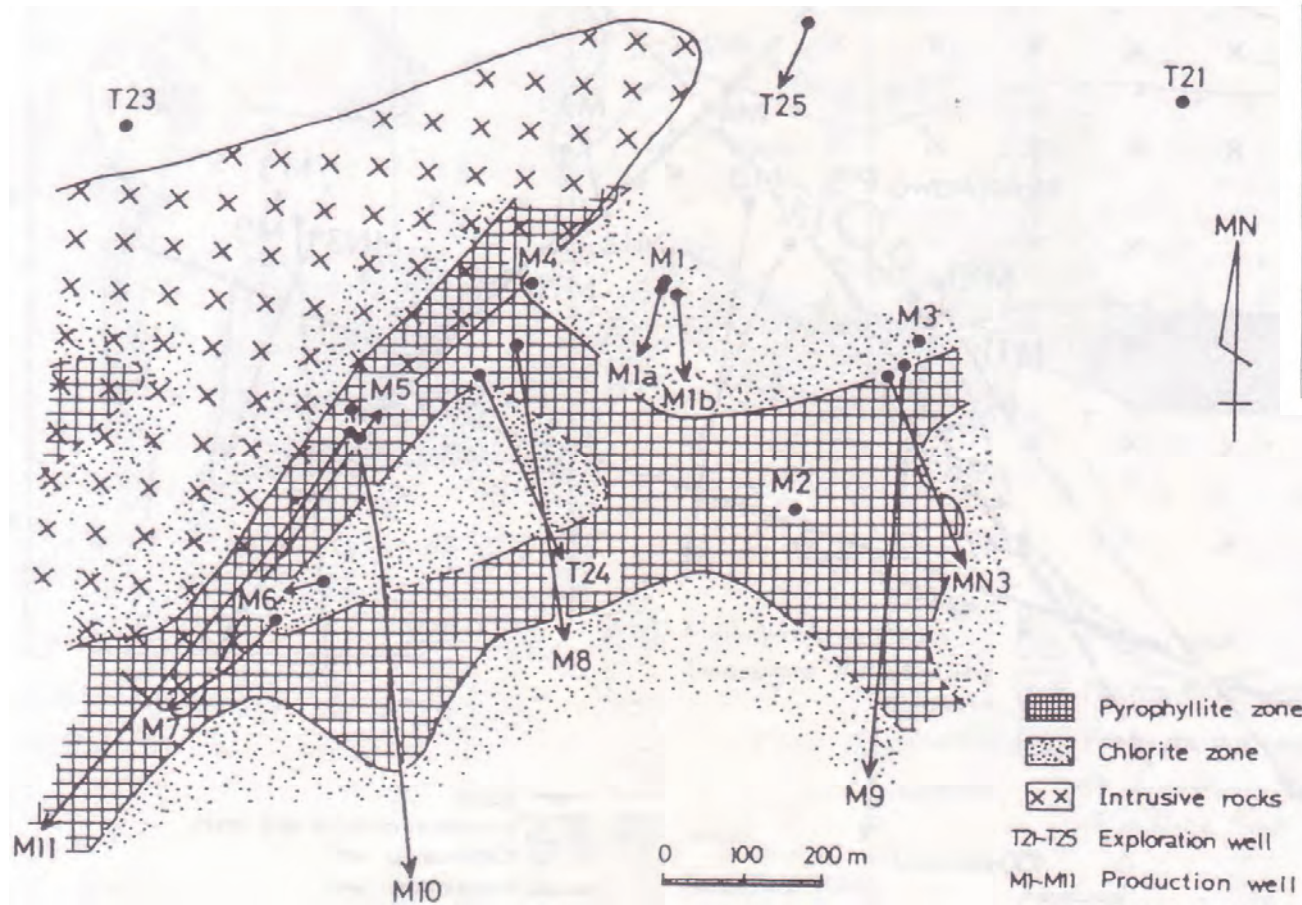 T23
T25
T21
MN
M4
M1
M3
M1a
M1b
M5
M2
T24
MN3
M6
M8
M7
M9
M11
M10
0 100 200 m
Pyrophyllite zone
Chlorite zone
Intrusive rocks
T21-T25 Exploration well
M1-M11 Production well